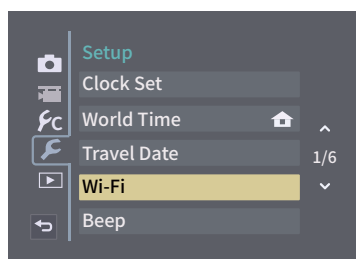 Setup
Clock Set
World Time
Travel Date
Wi-Fi
Beep
C
1/6